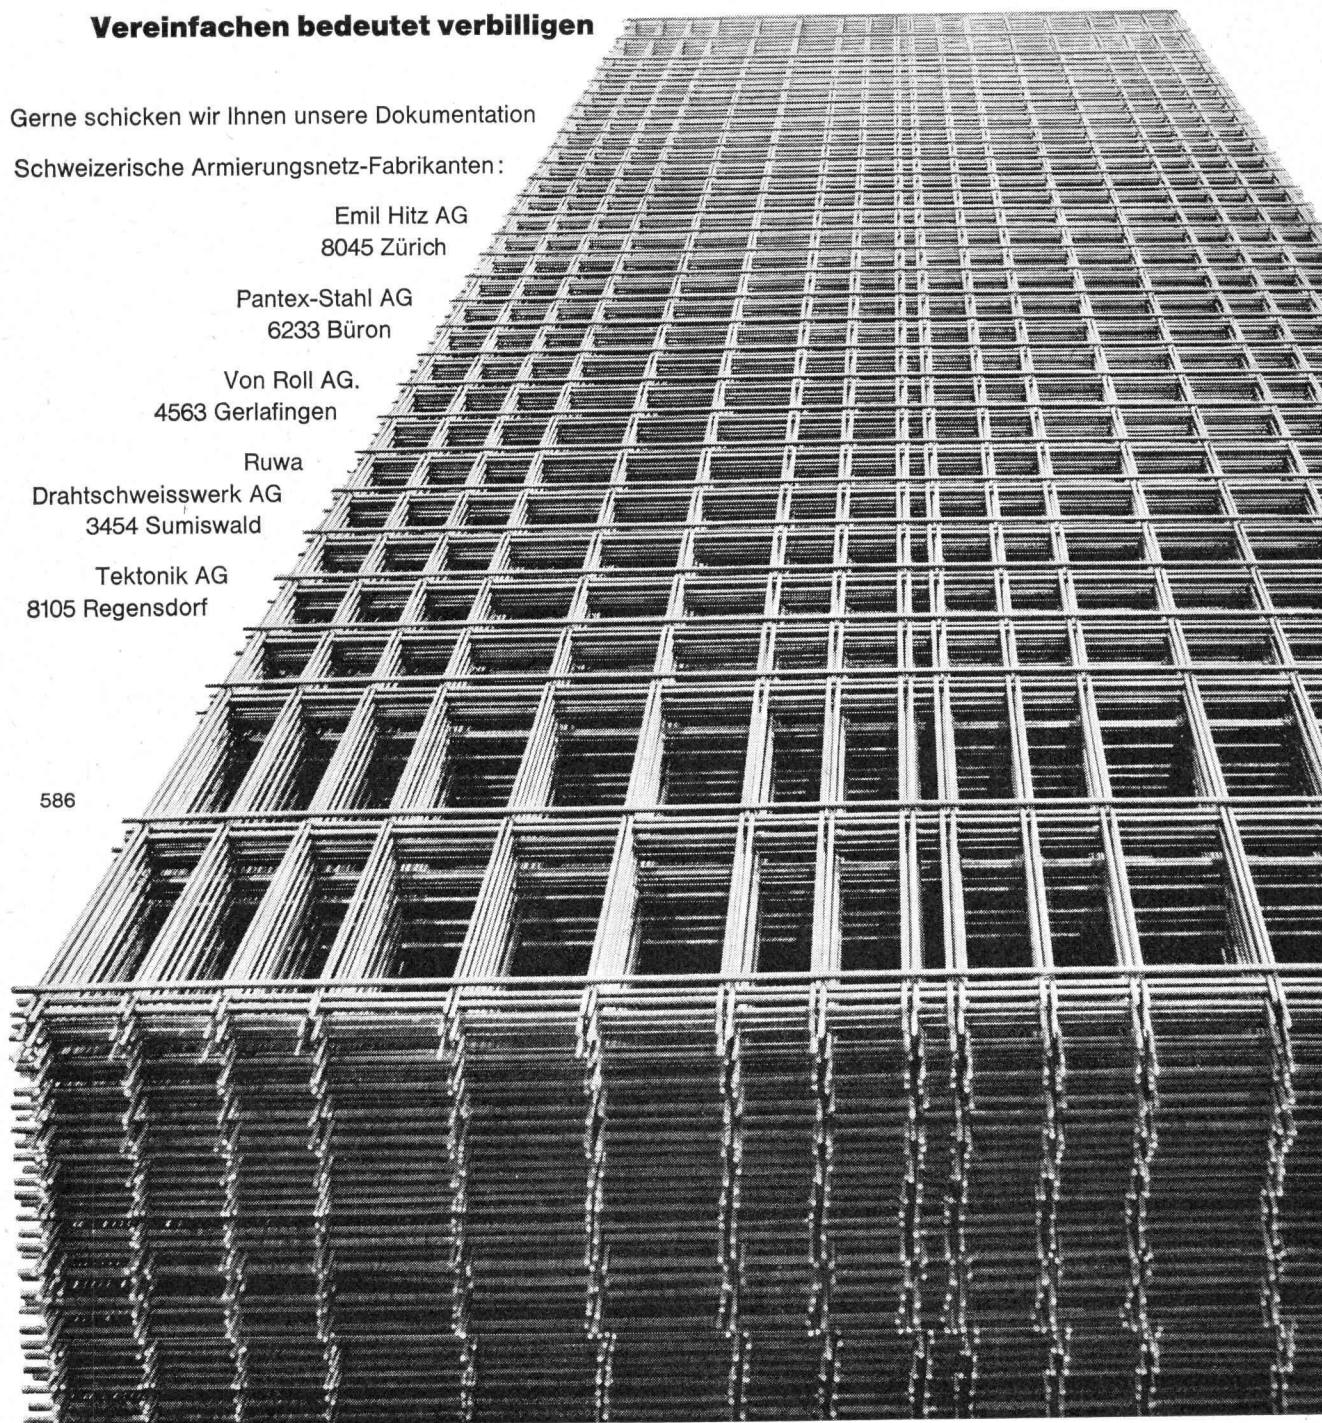 Vereinfachen bedeutet verbilligen
Gerne schicken wir Ihnen unsere Dokumentation
Schweizerische Armierungsnetz-Fabrikanten:
Emil Hitz AG
8045 Zürich
Pantex-Stahl AG
6233 Büron
Von Roll AG.
4563 Gerlafingen
Ruwa
Drahtschweisswerk AG
3454 Sumiswald
Tektonik AG
8105 Regensdorf
586